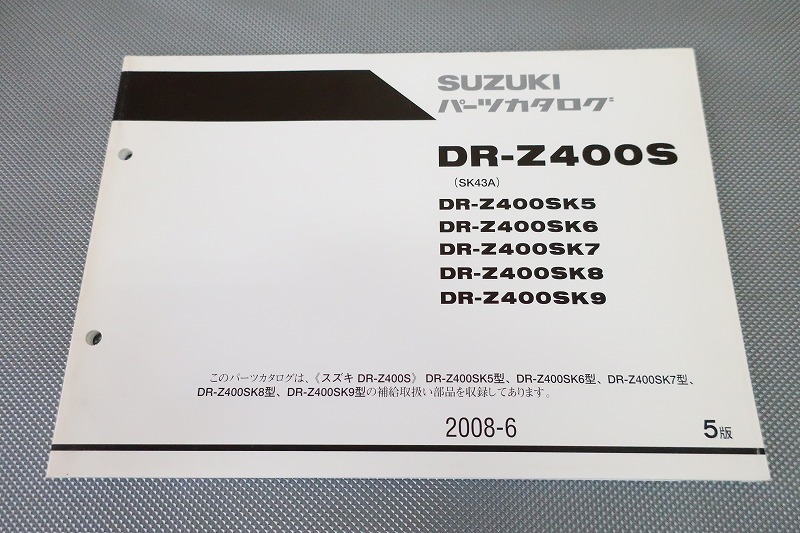 SUZUKI
パーツカタログ
DR-Z400S
(SK43A)
DR-Z400SK5
DR-Z400SK6
DR-Z400SK7
DR-Z400SK8
DR-Z400SK9
このパーツカタログは、《スズキ DR-Z400S》 DR-Z400SK5型、DR-Z400SK6型、DR-Z400SK7型、
DR-Z400SK8型、DR-Z400SK9型の補給取扱い部品を収録してあります。
2008-6 5版